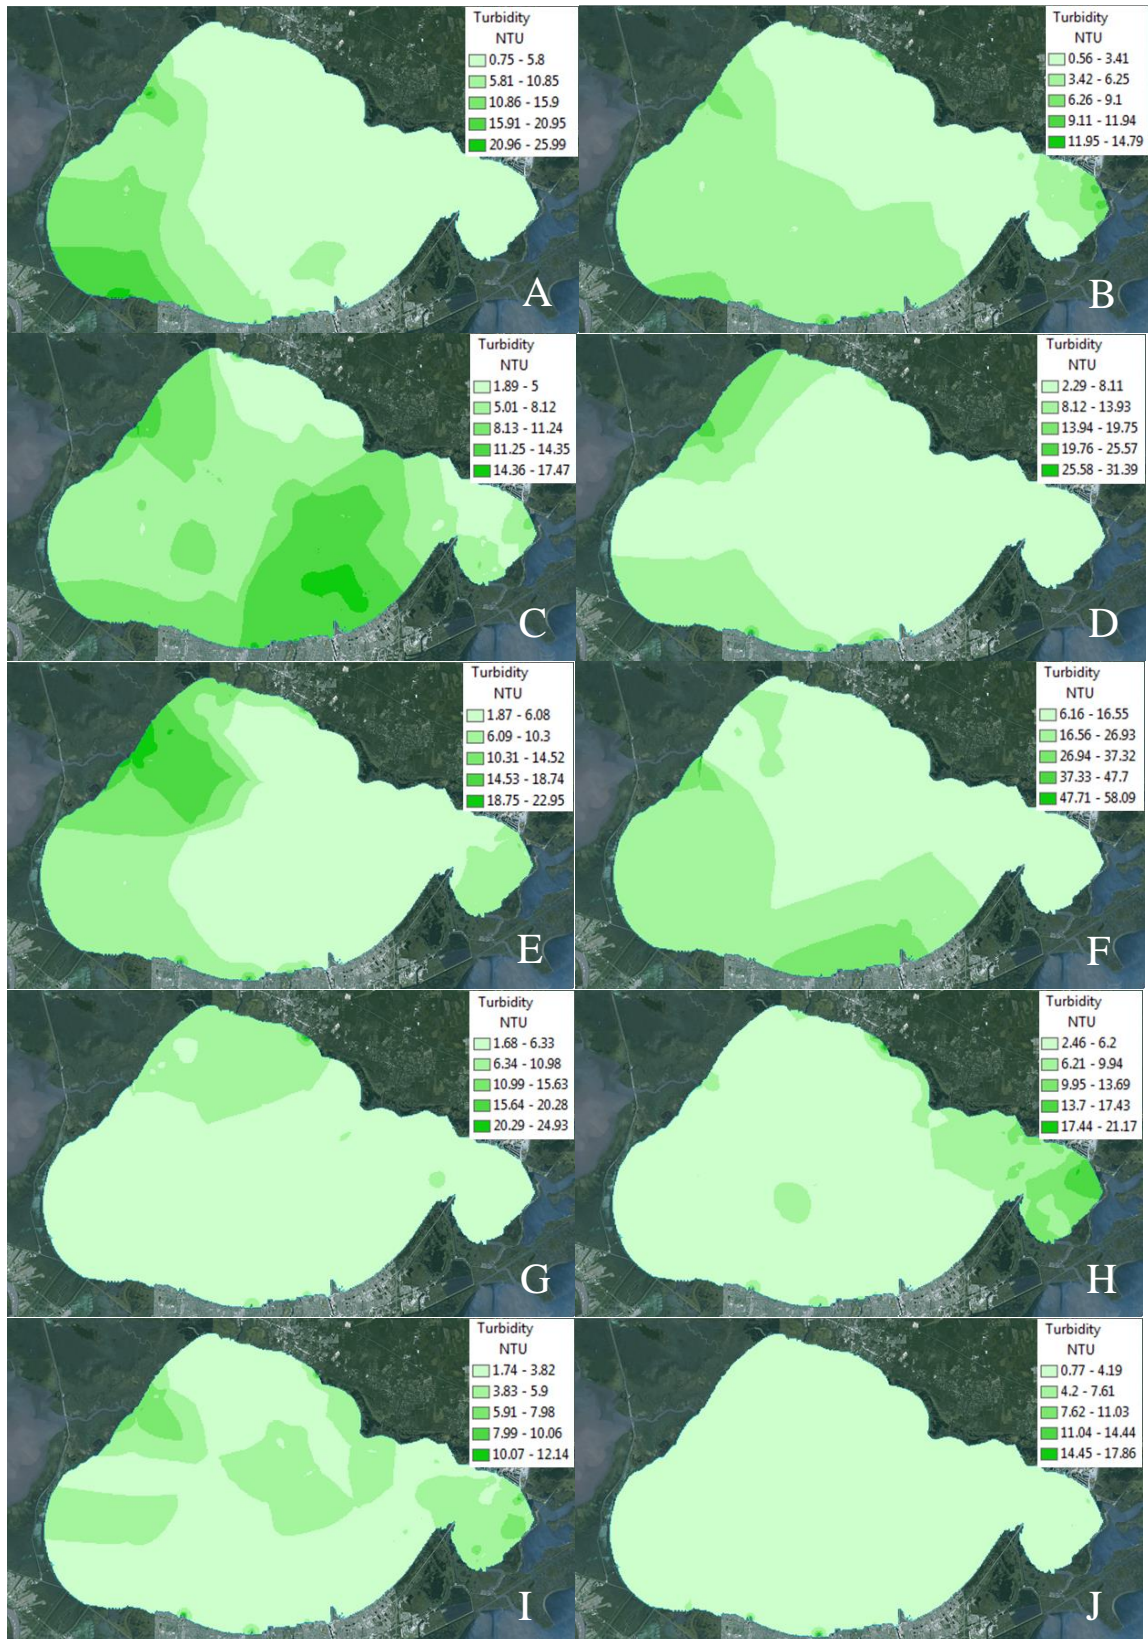 Turbidity
NTU
0.75 - 5.8
5.81 - 10.85
10.86 - 15.9
15.91 - 20.95
20.96 - 25.99
A
Turbidity
NTU
0.56 - 3.41
3.42 - 6.25
6.26 - 9.1
9.11 - 11.94
11.95 - 14.79
B
Turbidity
NTU
1.89 - 5
5.01 - 8.12
8.13 - 11.24
11.25 - 14.35
14.36 - 17.47
C
Turbidity
NTU
2.29 - 8.11
8.12 - 13.93
13.94 - 19.75
19.76 - 25.57
25.58 - 31.39
D
Turbidity
NTU
1.87 - 6.08
6.09 - 10.3
10.31 - 14.52
14.53 - 18.74
18.75 - 22.95
E
Turbidity
NTU
6.16 - 16.55
16.56 - 26.93
26.94 - 37.32
37.33 - 47.7
47.71 - 58.09
F
Turbidity
NTU
1.68 - 6.33
6.34 - 10.98
10.99 - 15.63
15.64 - 20.28
20.29 - 24.93
G
Turbidity
NTU
2.46 - 6.2
6.21 - 9.94
9.95 - 13.69
13.7 - 17.43
17.44 - 21.17
H
Turbidity
NTU
1.74 - 3.82
3.83 - 5.9
5.91 - 7.98
7.99 - 10.06
10.07 - 12.14
I
Turbidity
NTU
0.77 - 4.19
4.2 - 7.61
7.62 - 11.03
11.04 - 14.44
14.45 - 17.86
J